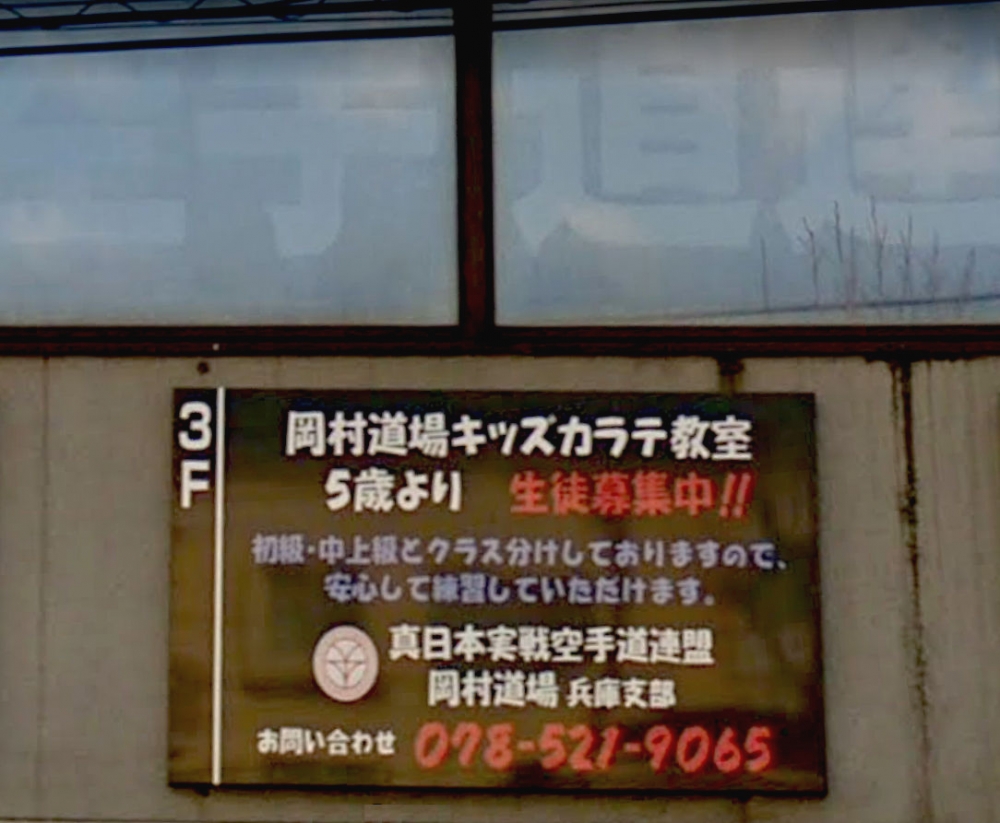 道場
3F
岡村道場キッズカラテ教室
5歳より 生徒募集中!!
初級・中上級とクラス分けしておりますので、
安心して練習していただけます。
真日本実戦空手道連盟
岡村道場 兵庫支部
お問い合わせ 078-521-9065